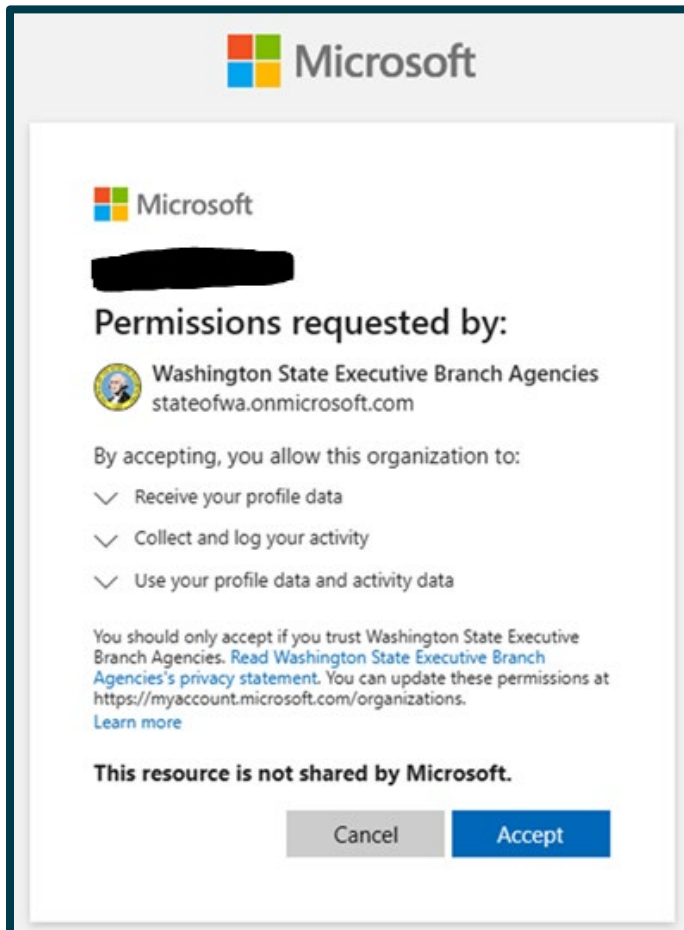 Microsoft
Microsoft
Permissions requested by:
Washington State Executive Branch Agencies
stateofwa.onmicrosoft.com
By accepting, you allow this organization to:
Receive your profile data
Collect and log your activity
Use your profile data and activity data
You should only accept if you trust Washington State Executive
Branch Agencies. Read Washington State Executive Branch
Agencies's privacy statement. You can update these permissions at
https://myaccount.microsoft.com/organizations.
Learn more
This resource is not shared by Microsoft.
Cancel Accept